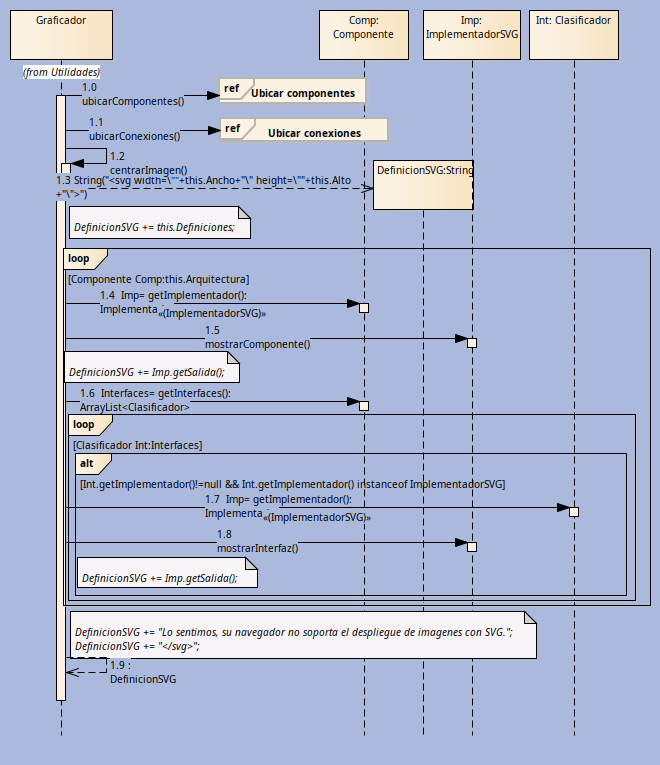 Graficador
Comp:
Componente
Imp:
ImplementadorSVG
Int: Clasificador
(from Utilidades)
1.0
ubicarComponentes()
ref
Ubicar componentes
1.1
ubicarConexiones()
ref
Ubicar conexiones
1.2
centrarImagen()
1.3 String("<svg width=\""+this.Ancho+"\" height=\""+this.Alto
+"\">")
DefinicionSVG:String
DefinicionSVG += this.Definiciones;
loop
[Componente Comp:this.Arquitectura]
1.4 Imp= getImplementador():
Implementa
«(ImplementadorSVG)»
1.5
mostrarComponente()
DefinicionSVG += Imp.getSalida();
1.6 Interfaces= getInterfaces():
ArrayList<Clasificador>
loop
[Clasificador Int:Interfaces]
alt
[Int.getImplementador()!=null && Int.getImplementador() instanceof ImplementadorSVG]
1.7 Imp= getImplementador():
Implementa
«(ImplementadorSVG)»
1.8
mostrarInterfaz()
DefinicionSVG += Imp.getSalida();
DefinicionSVG += "Lo sentimos, su navegador no soporta el despliegue de imagenes con SVG.";
DefinicionSVG += "</svg>";
1.9 :
DefinicionSVG